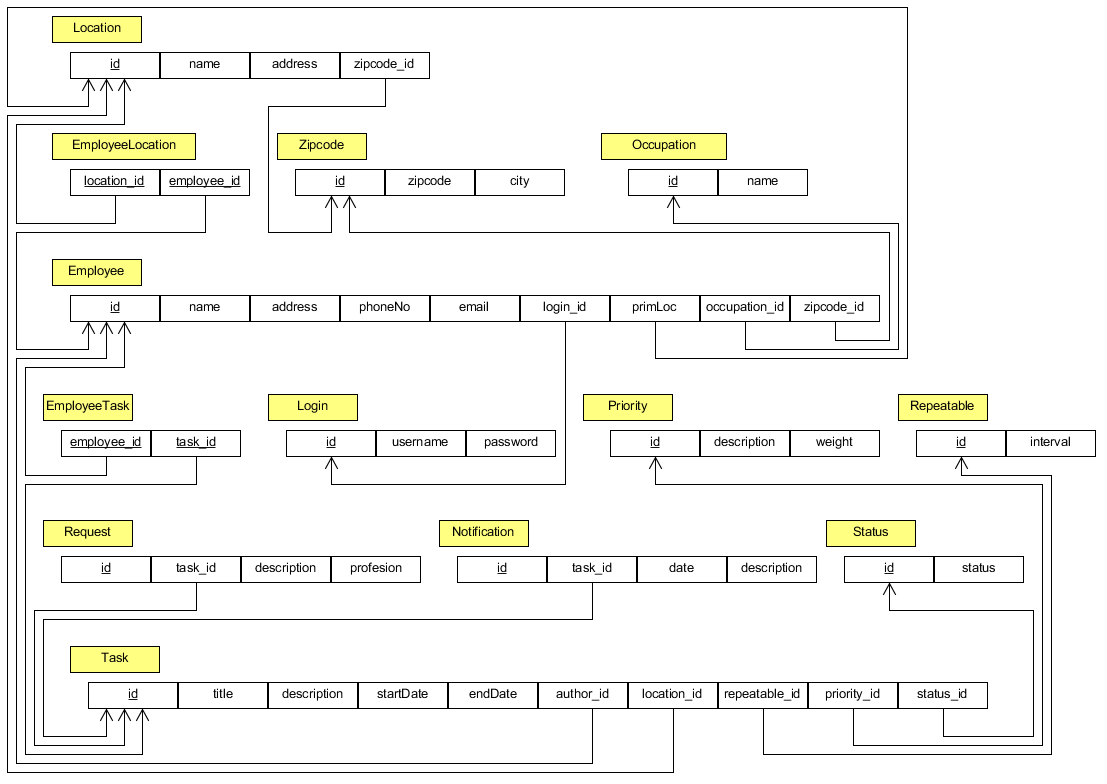 Location
id name address zipcode_id
EmployeeLocation Zipcode Occupation
location_id employee_id id zipcode city id name
Employee
id name address phoneNo email login_id primLoc occupation_id zipcode_id
EmployeeTask Login Priority Repeatable
employee_id task_id id username password id description weight id interval
Request Notification Status
id task_id description profesion id task_id date description id status
Task
id title description startDate endDate author_id location_id repeatable_id priority_id status_id